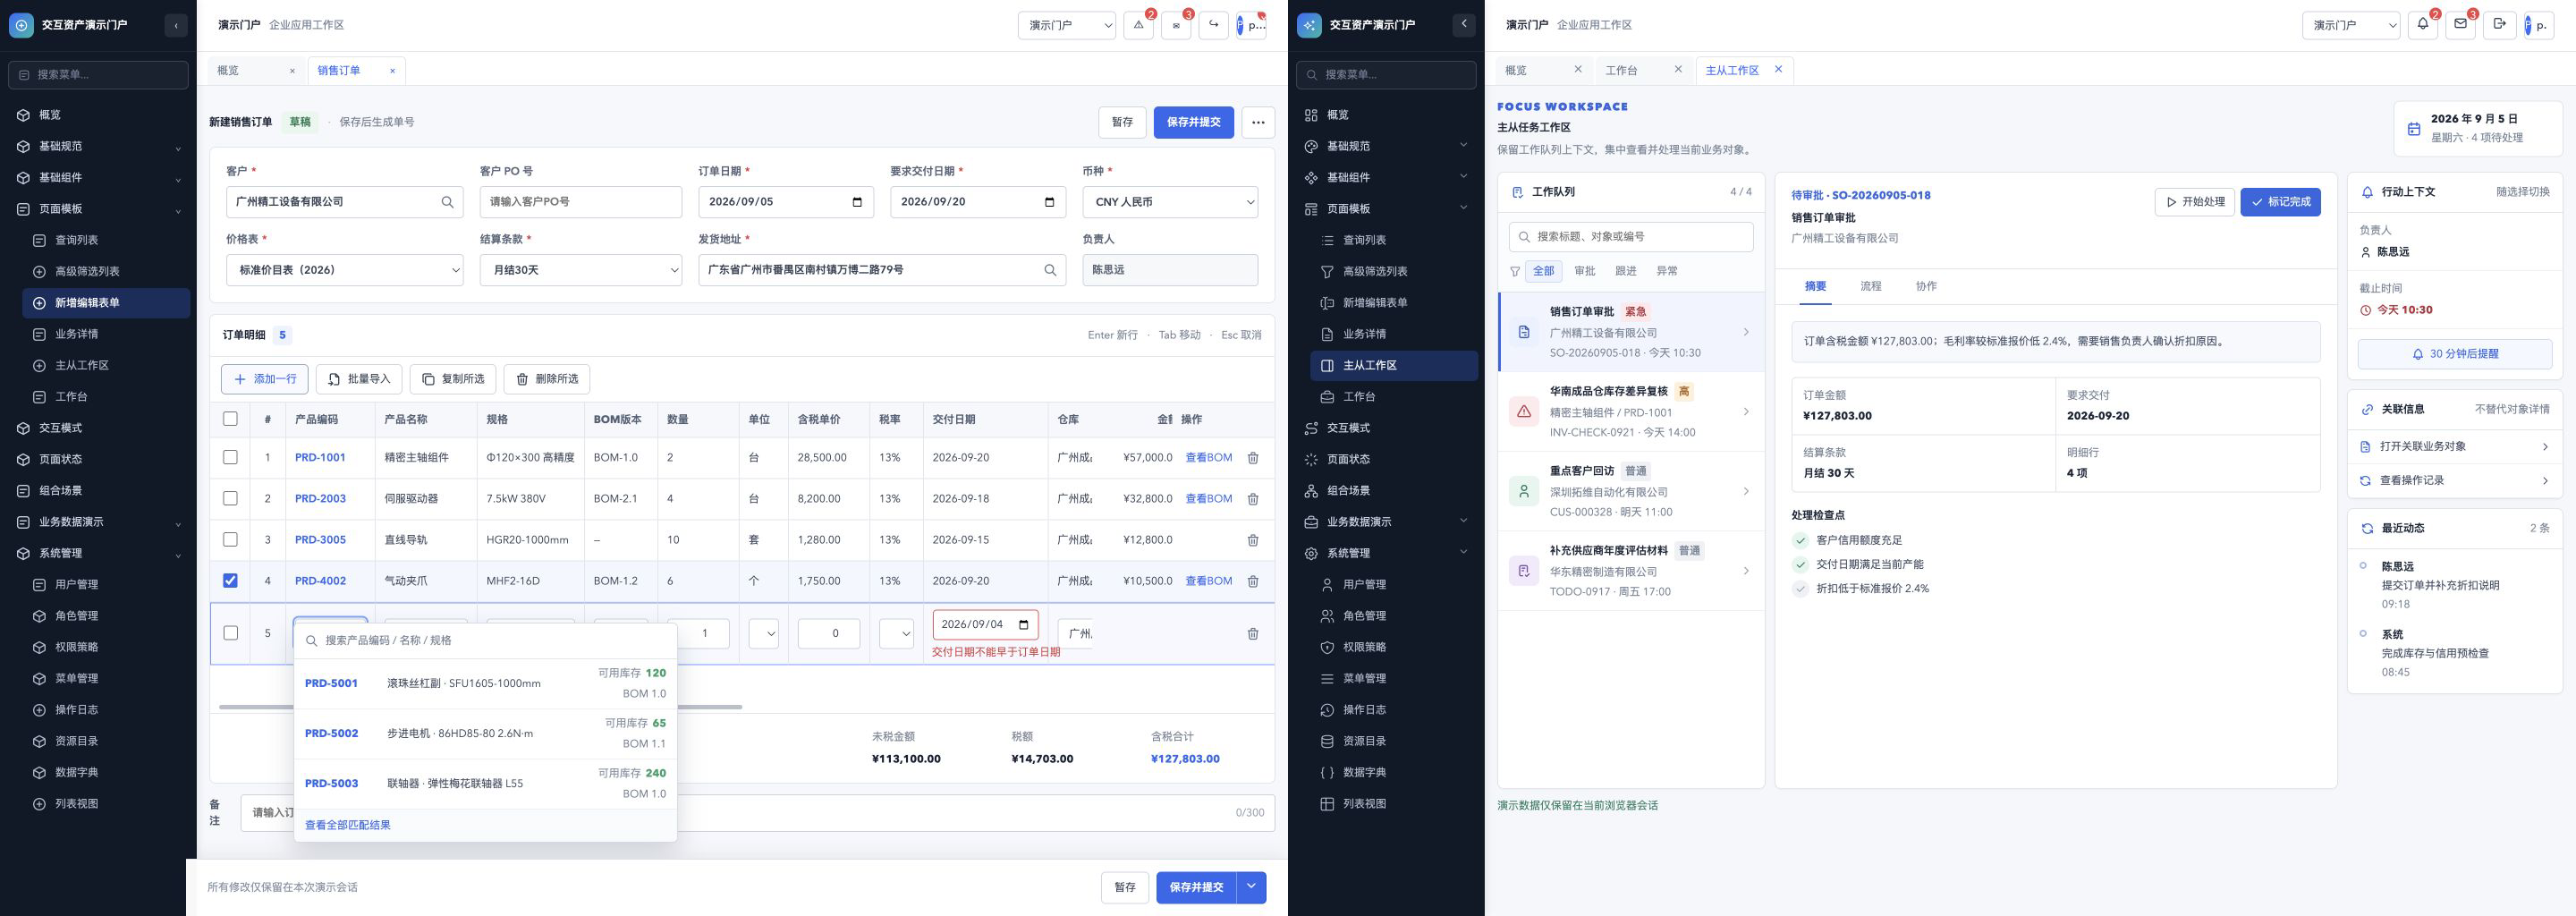 交互资产演示门户
搜索菜单...
概览
基础规范
基础组件
页面模板
查询列表
高级筛选列表
新增编辑表单
业务详情
主从工作区
工作台
交互模式
页面状态
组合场景
业务数据演示
系统管理
用户管理
角色管理
权限策略
菜单管理
操作日志
资源目录
数据字典
列表视图
演示门户 企业应用工作区
演示门户 2 3 P p...
概览 × 销售订单 ×
新建销售订单 草稿 · 保存后生成单号
暂存 保存并提交 ...
客户 * 客户 PO 号 订单日期 * 要求交付日期 * 币种 *
广州精工设备有限公司 请输入客户PO号 2026/09/05 2026/09/20 CNY 人民币
价格表 * 结算条款 * 发货地址 * 负责人
标准价目表（2026） 月结30天 广东省广州市番禺区南村镇万博二路79号 陈思远
订单明细 5 Enter 新行 · Tab 移动 · Esc 取消
添加一行 批量导入 复制所选 删除所选
# 产品编码 产品名称 规格 BOM版本 数量 单位 含税单价 税率 交付日期 仓库 操作
1 PRD-1001 精密主轴组件 Φ120×300 高精度 BOM-1.0 2 台 28,500.00 13% 2026-09-20 广州成 ¥57,000.0 查看BOM
2 PRD-2003 伺服驱动器 7.5kW 380V BOM-2.1 4 台 8,200.00 13% 2026-09-18 广州成 ¥32,800.0 查看BOM
3 PRD-3005 直线导轨 HGR20-1000mm – 10 套 1,280.00 13% 2026-09-15 广州成 ¥12,800.0
4 PRD-4002 气动夹爪 MHF2-16D BOM-1.2 6 个 1,750.00 13% 2026-09-20 广州成 ¥10,500.0 查看BOM
5 1 0 2026/09/04 广州
交付日期不能早于订单日期
搜索产品编码 / 名称 / 规格
PRD-5001 滚珠丝杠副 · SFU1605-1000mm 可用库存 120
BOM 1.0
PRD-5002 步进电机 · 86HD85-80 2.6N·m 可用库存 65
BOM 1.1
PRD-5003 联轴器 · 弹性梅花联轴器 L55 可用库存 240
BOM 1.0
查看全部匹配结果
未税金额 税额 含税合计
¥113,100.00 ¥14,703.00 ¥127,803.00
备注 请输入订 0/300
所有修改仅保留在本次演示会话
暂存 保存并提交
交互资产演示门户
搜索菜单...
概览
基础规范
基础组件
页面模板
查询列表
高级筛选列表
新增编辑表单
业务详情
主从工作区
工作台
交互模式
页面状态
组合场景
业务数据演示
系统管理
用户管理
角色管理
权限策略
菜单管理
操作日志
资源目录
数据字典
列表视图
演示门户 企业应用工作区
演示门户 2 3 P p.
概览 × 工作台 × 主从工作区 ×
FOCUS WORKSPACE
主从任务工作区
保留工作队列上下文，集中查看并处理当前业务对象。
2026 年 9 月 5 日
星期六 · 4 项待处理
工作队列 4 / 4
搜索标题、对象或编号
全部 审批 跟进 异常
销售订单审批 紧急
广州精工设备有限公司
SO-20260905-018 · 今天 10:30
华南成品仓库存差异复核 高
精密主轴组件 / PRD-1001
INV-CHECK-0921 · 今天 14:00
重点客户回访 普通
深圳拓维自动化有限公司
CUS-000328 · 明天 11:00
补充供应商年度评估材料 普通
华东精密制造有限公司
TODO-0917 · 周五 17:00
演示数据仅保留在当前浏览器会话
待审批 · SO-20260905-018
销售订单审批
广州精工设备有限公司
开始处理 标记完成
摘要 流程 协作
订单含税金额 ¥127,803.00；毛利率较标准报价低 2.4%，需要销售负责人确认折扣原因。
订单金额 要求交付
¥127,803.00 2026-09-20
结算条款 明细行
月结 30 天 4 项
处理检查点
客户信用额度充足
交付日期满足当前产能
折扣低于标准报价 2.4%
行动上下文 随选择切换
负责人
陈思远
截止时间
今天 10:30
30 分钟后提醒
关联信息 不替代对象详情
打开关联业务对象
查看操作记录
最近动态 2 条
陈思远
提交订单并补充折扣说明
09:18
系统
完成库存与信用预检查
08:45